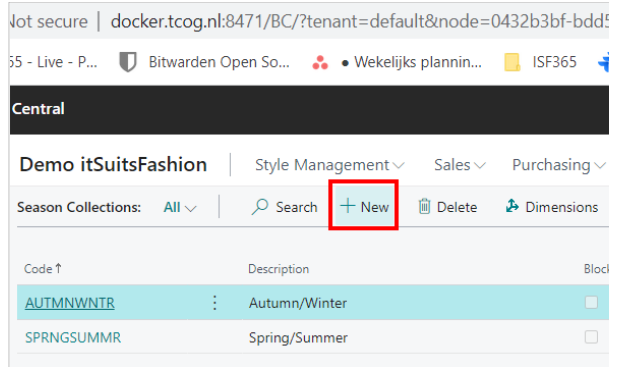 Not secure | docker.tcog.nl:8471/BC/?tenant=default&node=0432b3bf-bdd5
55 - Live - P... Bitwarden Open So... • Wekelijks plannin... ISF365
Central
Demo itSuitsFashion Style Management Sales Purchasing
Season Collections: All Search + New Delete Dimensions
Code ↑ Description Block
AUTMNWNTR Autumn/Winter
SPRNGSUMMR Spring/Summer